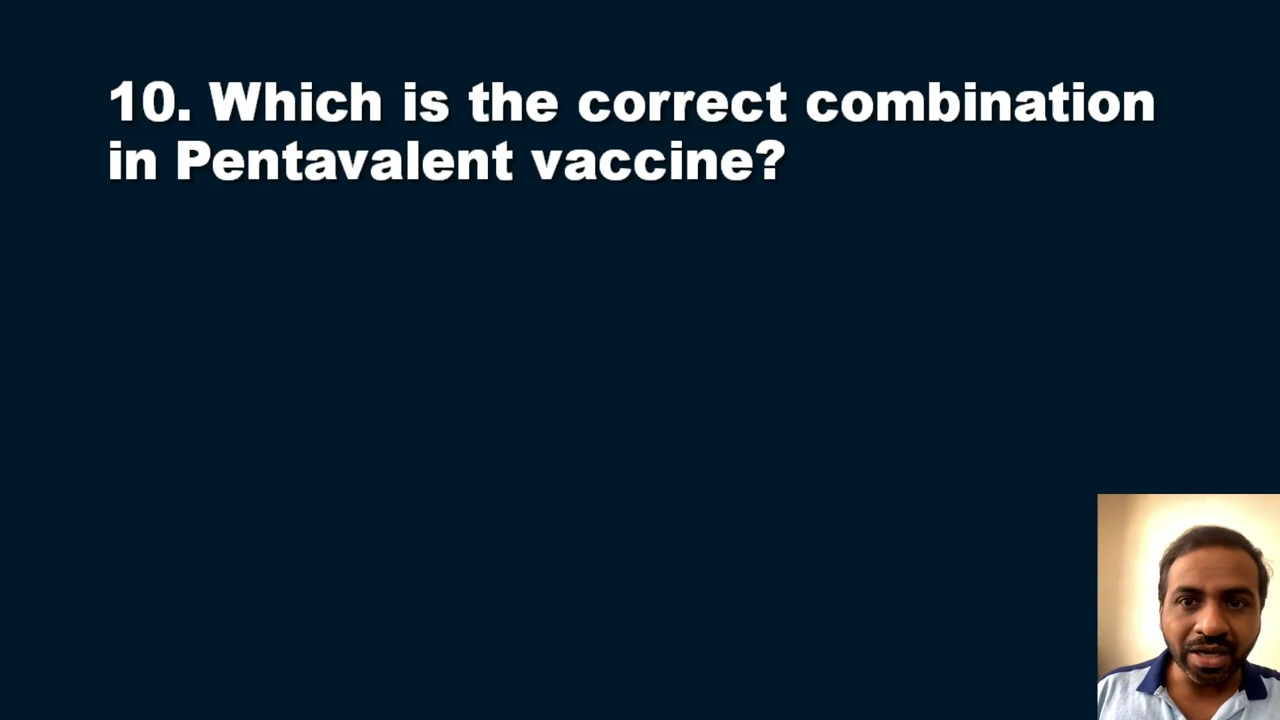 10. Which is the correct combination
in Pentavalent vaccine?